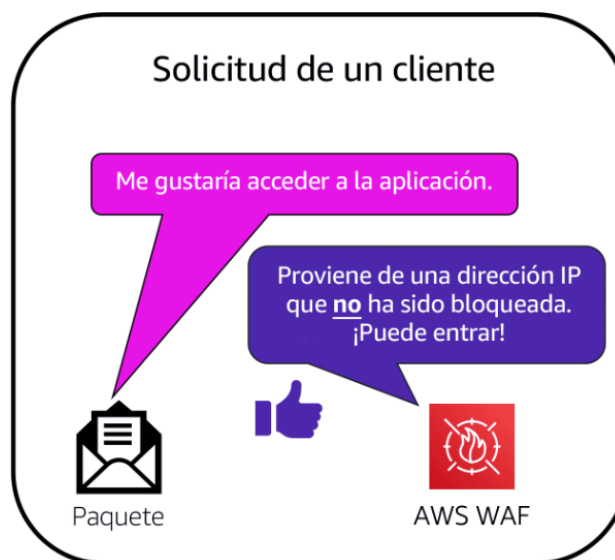 Solicitud de un cliente
Me gustaría acceder a la aplicación.
Proviene de una dirección IP
que no ha sido bloqueada.
¡Puede entrar!
Paquete
AWS WAF